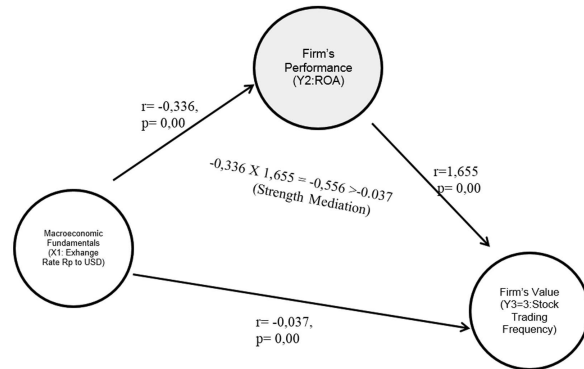 Firm's
Performance
(Y2:ROA)
r= -0,336,
p= 0,00
-0,336 X 1,655 = -0,556 >-0.037
(Strength Mediation)
r=1,655
p= 0,00
Macroeconomic
Fundamentals
(X1: Exhange
Rate Rp to USD)
Firm's Value
(Y3=3:Stock
Trading
Frequency)
r= -0,037,
p= 0,00